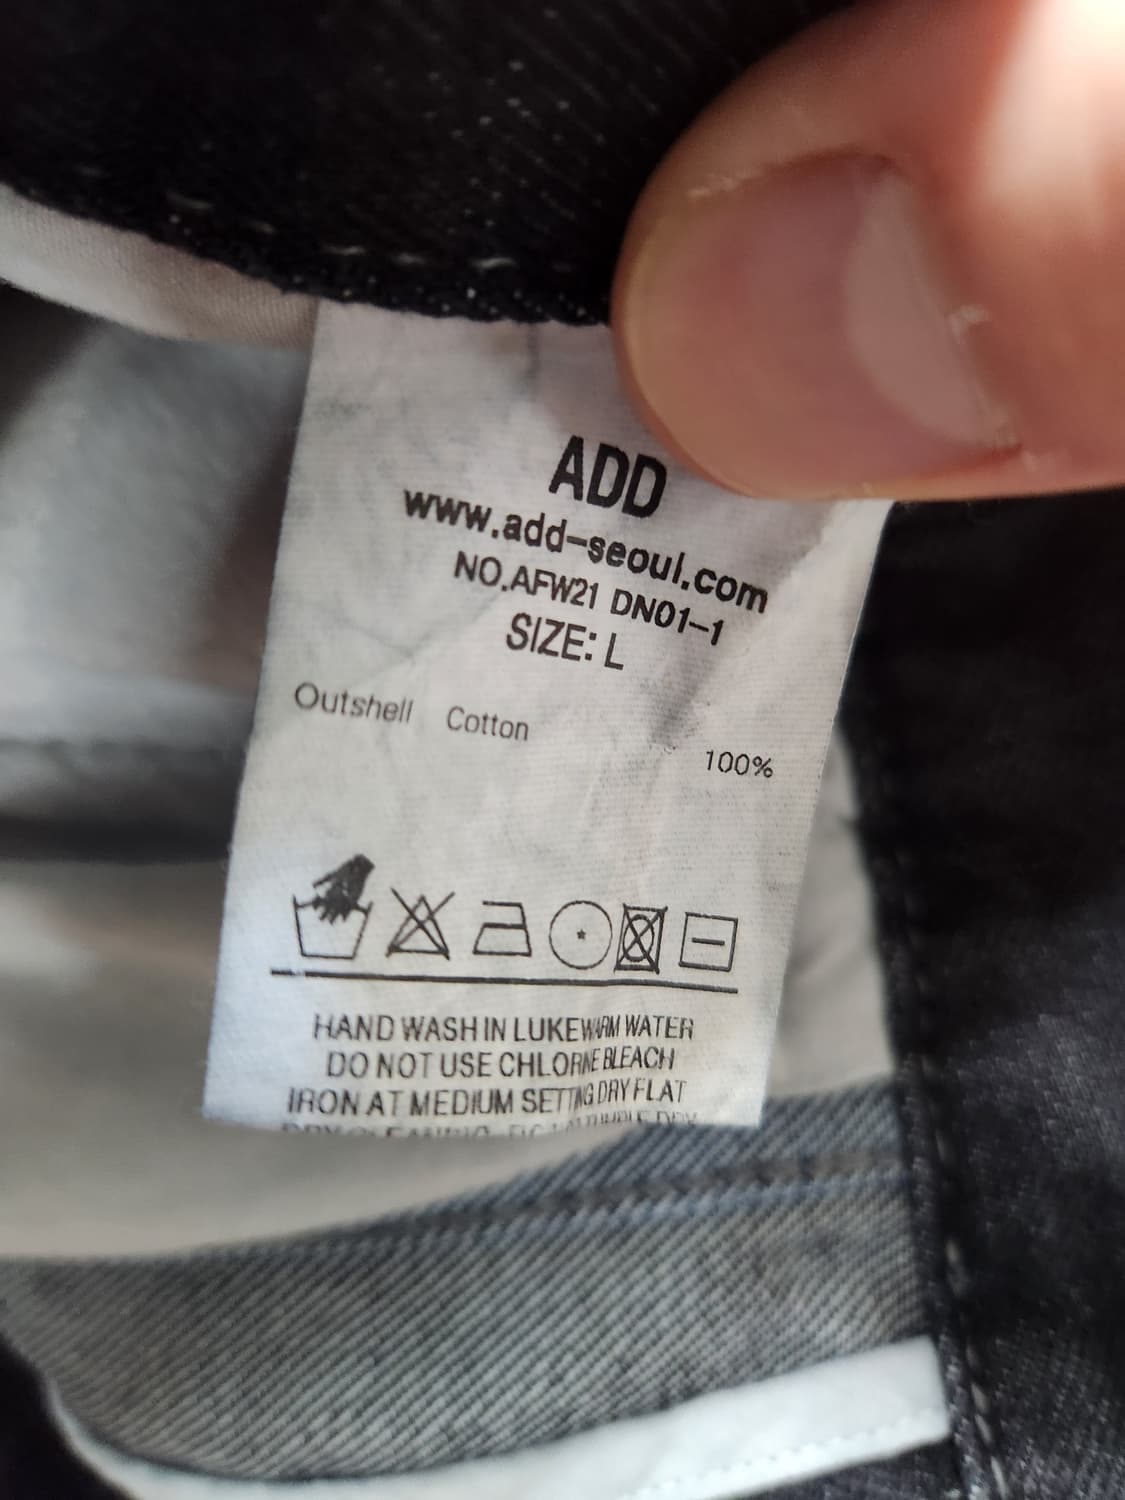 ADD
www.add-seoul.com
NO.AFW21 DN01-1
SIZE: L
Outshell Cotton 100%
HAND WASH IN LUKEWARM WATER
DO NOT USE CHLORNE BLEACH
IRON AT MEDIUM SETTING DRY FLAT